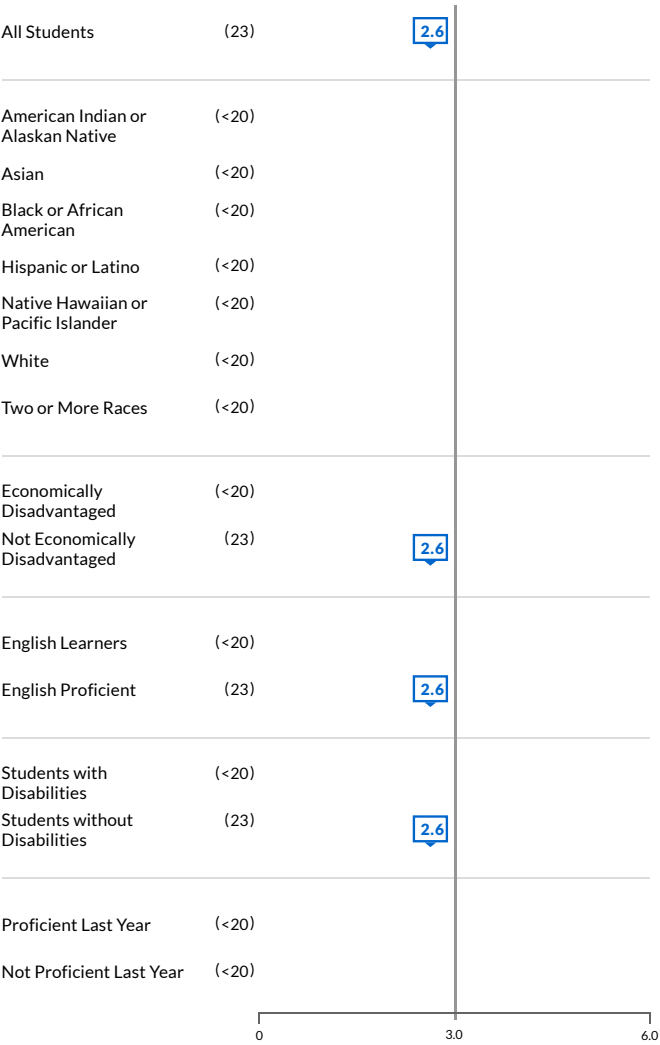 All Students (23) 2.6
American Indian or (<20)
Alaskan Native
Asian (<20)
Black or African (<20)
American
Hispanic or Latino (<20)
Native Hawaiian or (<20)
Pacific Islander
White (<20)
Two or More Races (<20)
Economically (<20)
Disadvantaged
Not Economically (23) 2.6
Disadvantaged
English Learners (<20)
English Proficient (23) 2.6
Students with (<20)
Disabilities
Students without (23) 2.6
Disabilities
Proficient Last Year (<20)
Not Proficient Last Year (<20)
0 3.0 6.0